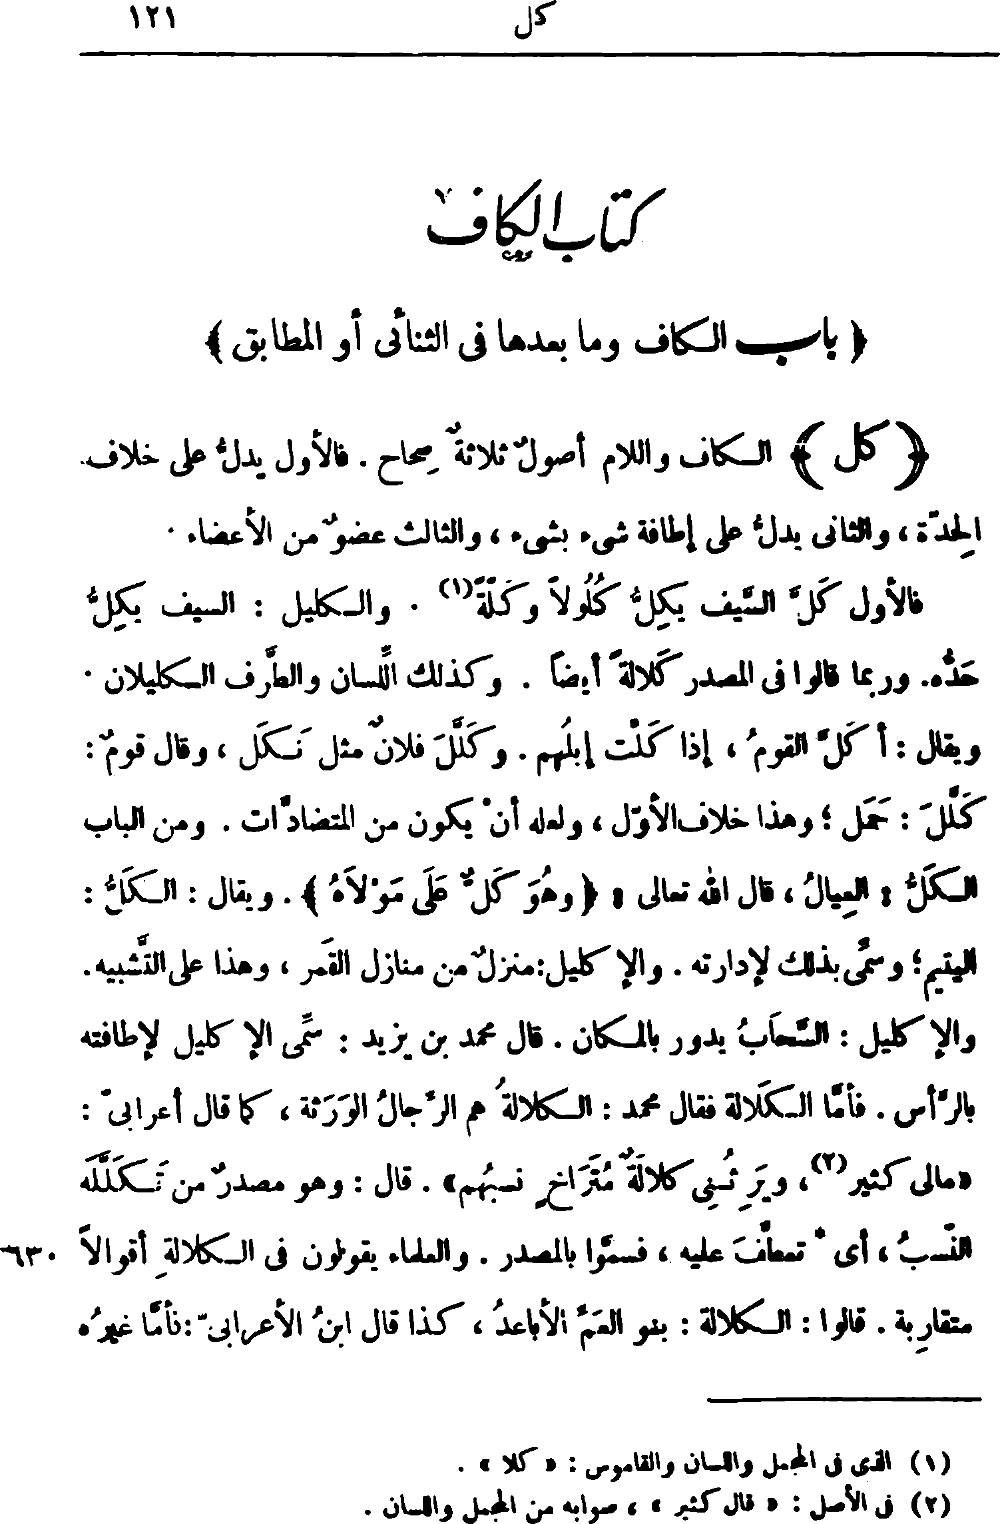 كل ١٢١
كتاب الكاف
﴿ باب الكاف وما بعدها فى الثنائى أو المطابق ﴾
﴿ كل ﴾ الكاف واللام أصولٌ ثلاثةٌ صِحاح . فالأول يدلُّ على خلاف
الحِدّة ، والثانى يدلُّ على إطافة شىء بشىء ، والثالث عضوٌ من الأعضاء .
فالأول كَلَّ السَّيف يَكِلُّ كُلُولاً وكَلَّةً(١) . والكليل : السيف يكِلُّ
حَدُّه. وربما قالوا فى المصدر كَلالةً أيضاً . وكذلك اللِّسان والطَّرف الكليلان .
ويقال : أكَلَّ القومُ ، إذا كَلَّت إبلُهم . وكَلَّلَ فلانٌ مثل نَكَل ، وقال قومٌ :
كَلَّلَ : حَمَل ؛ وهذا خلاف الأوّل ، ولعله أنْ يكون من المتضادَّات . ومن الباب
الكَلُّ : العِيالُ ، قال الله تعالى : ﴿ وهُوَ كَلٌّ عَلَى مَوْلاَهُ ﴾ . ويقال : الكَلُّ :
اليتيم؛ وسمِّى بذلك لإدارته . والإكليل: منزلٌ من منازل القَمر ، وهذا على التَّشبيه.
والإكليل : السَّحابُ يدور بالمكان . قال محمد بن يزيد : سمِّى الإكليل لإطافته
بالرَّأس . فأمَّا الكَلالة فقال محمد : الكلالةُ هم الرِّجالُ الوَرَثة ، كما قال أعرابىّ :
«مالى كثير(٢)، ويَرِثُنى كلالةٌ مُتَرَاخٍ نسبُهم» . قال : وهو مصدرٌ من تَكَلَّلَه
النّسبُ ، أى * تعطَّفَ عليه ، فسمَّوا بالمصدر . والعلماء يقولون فى الكلالةِ أقوالاً ٦٣٠
متقارِبة . قالوا : الكلالة : بنو العَمِّ الأباعدُ ، كذا قال ابنُ الأعرابىّ: فأمَّا غيرُه
(١) الذى فى المجمل واللسان والقاموس : « كلا » .
(٢) فى الأصل : « قال كثير » ، صوابه من المجمل واللسان .